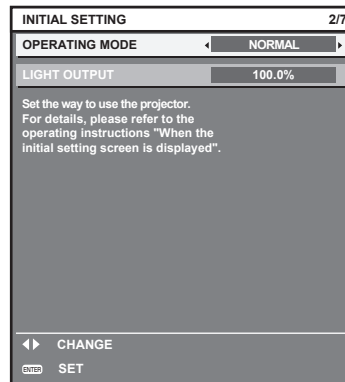 INITIAL SETTING 2/7
OPERATING MODE NORMAL
LIGHT OUTPUT 100.0%
Set the way to use the projector.
For details, please refer to the
operating instructions "When the
initial setting screen is displayed".
CHANGE
ENTER SET